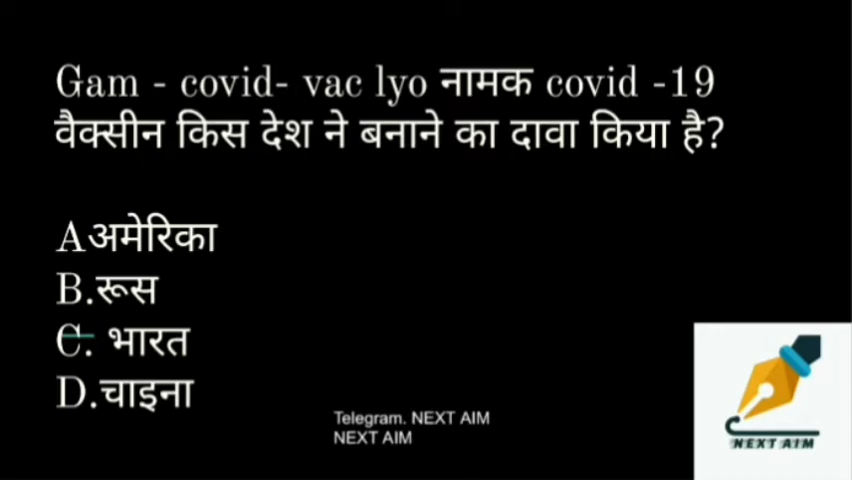 Gam - covid- vac lyo नामक covid -19
वैक्सीन किस देश ने बनाने का दावा किया है?
Aअमेरिका
B.रूस
C. भारत
D.चाइना
Telegram. NEXT AIM
NEXT AIM
NEXT AIM